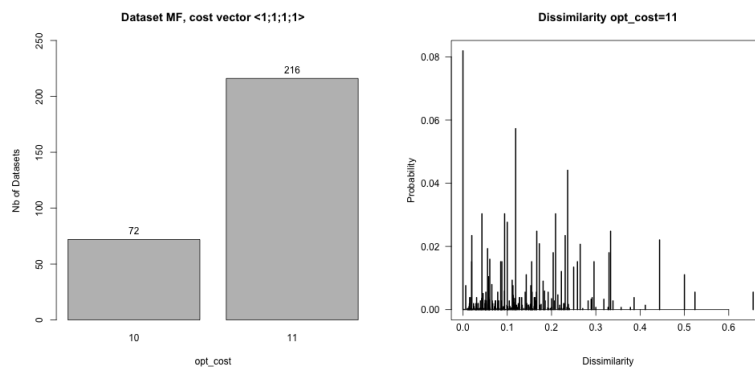 Dataset MF, cost vector <1;1;1;1>
Nb of Datasets
250
200
150
100
50
0
72
216
10
11
opt_cost
Dissimilarity opt_cost=11
Probability
0.08
0.06
0.04
0.02
0.00
0.0 0.1 0.2 0.3 0.4 0.5 0.6
Dissimilarity